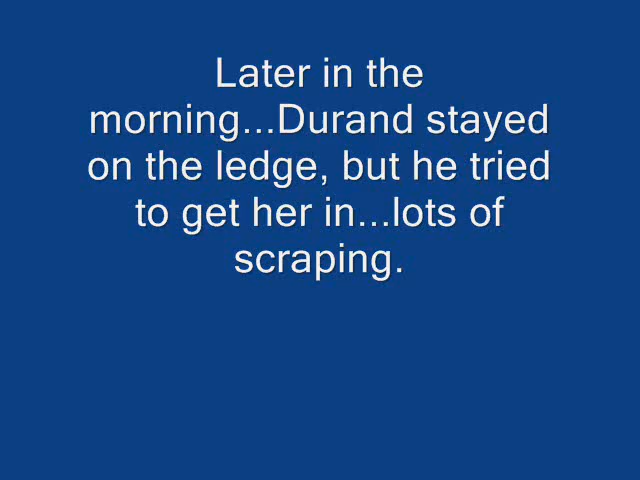 Later in the
morning...Durand stayed
on the ledge, but he tried
to get her in...lots of
scraping.